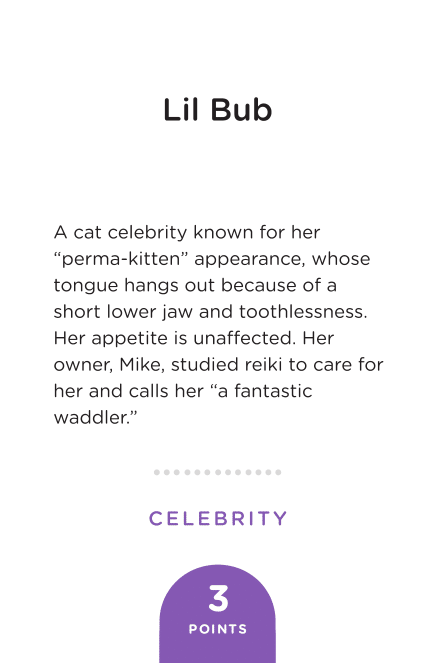 Lil Bub
A cat celebrity known for her
“perma-kitten” appearance, whose
tongue hangs out because of a
short lower jaw and toothlessness.
Her appetite is unaffected. Her
owner, Mike, studied reiki to care for
her and calls her “a fantastic
waddler.”
CELEBRITY
3
POINTS